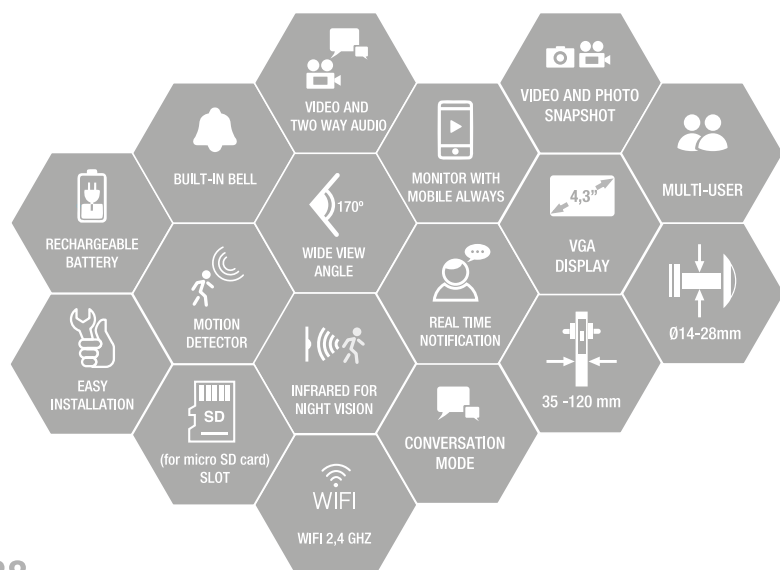 VIDEO AND
TWO WAY AUDIO
VIDEO AND PHOTO
SNAPSHOT
BUILT-IN BELL
MONITOR WITH
MOBILE ALWAYS
MULTI-USER
RECHARGEABLE
BATTERY
170º
WIDE VIEW
ANGLE
4,3"
VGA
DISPLAY
MOTION
DETECTOR
REAL TIME
NOTIFICATION
Ø14-28mm
EASY
INSTALLATION
INFRARED FOR
NIGHT VISION
35 -120 mm
SD
(for micro SD card)
SLOT
CONVERSATION
MODE
WIFI
WIFI 2,4 GHZ